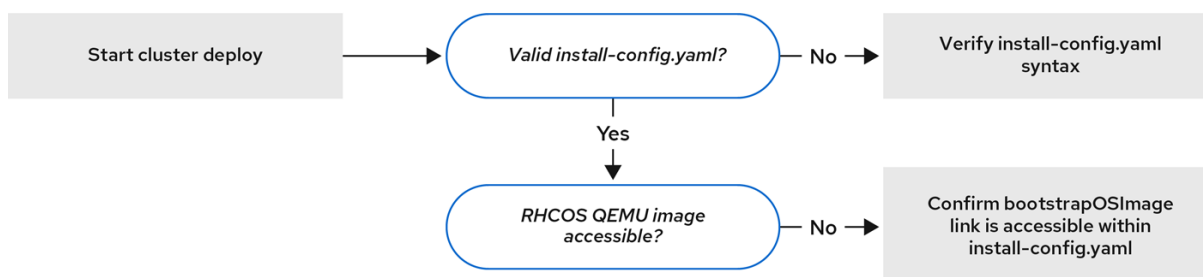 Start cluster deploy
Valid install-config.yaml?
No
Verify install-config.yaml
syntax
Yes
RHCOS QEMU image
accessible?
No
Confirm bootstrapOSImage
link is accessible within
install-config.yaml